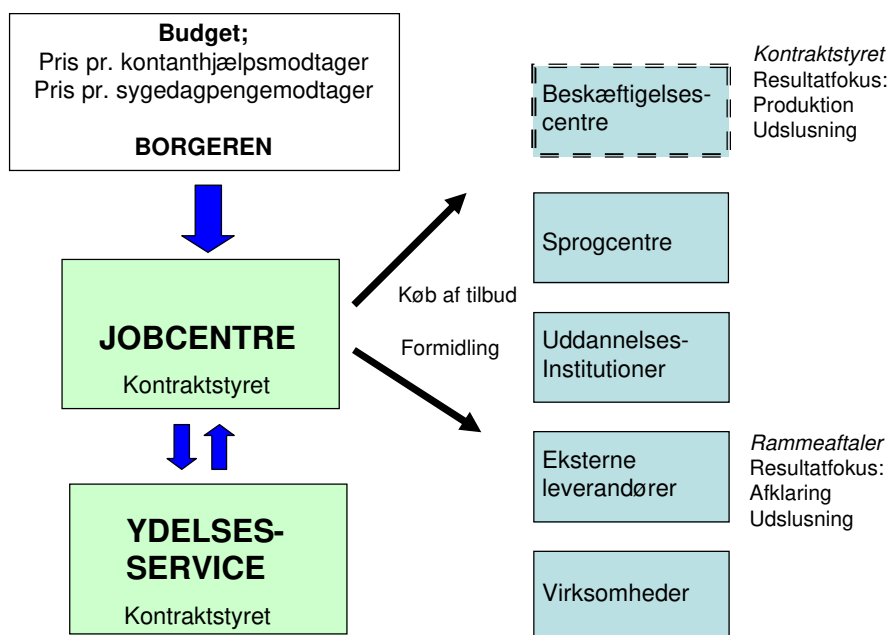 Budget;
Pris pr. kontanthjælpsmodtager
Pris pr. sygedagpengemodtager
BORGEREN
JOBCENTRE
Kontraktstyret
YDELSES-
SERVICE
Kontraktstyret
Køb af tilbud
Formidling
Beskæftigelses-
centre
Sprogcentre
Uddannelses-
Institutioner
Eksterne
leverandører
Virksomheder
Kontraktstyret
Resultatfokus:
Produktion
Udslusning
Rammeaftaler
Resultatfokus:
Afklaring
Udslusning